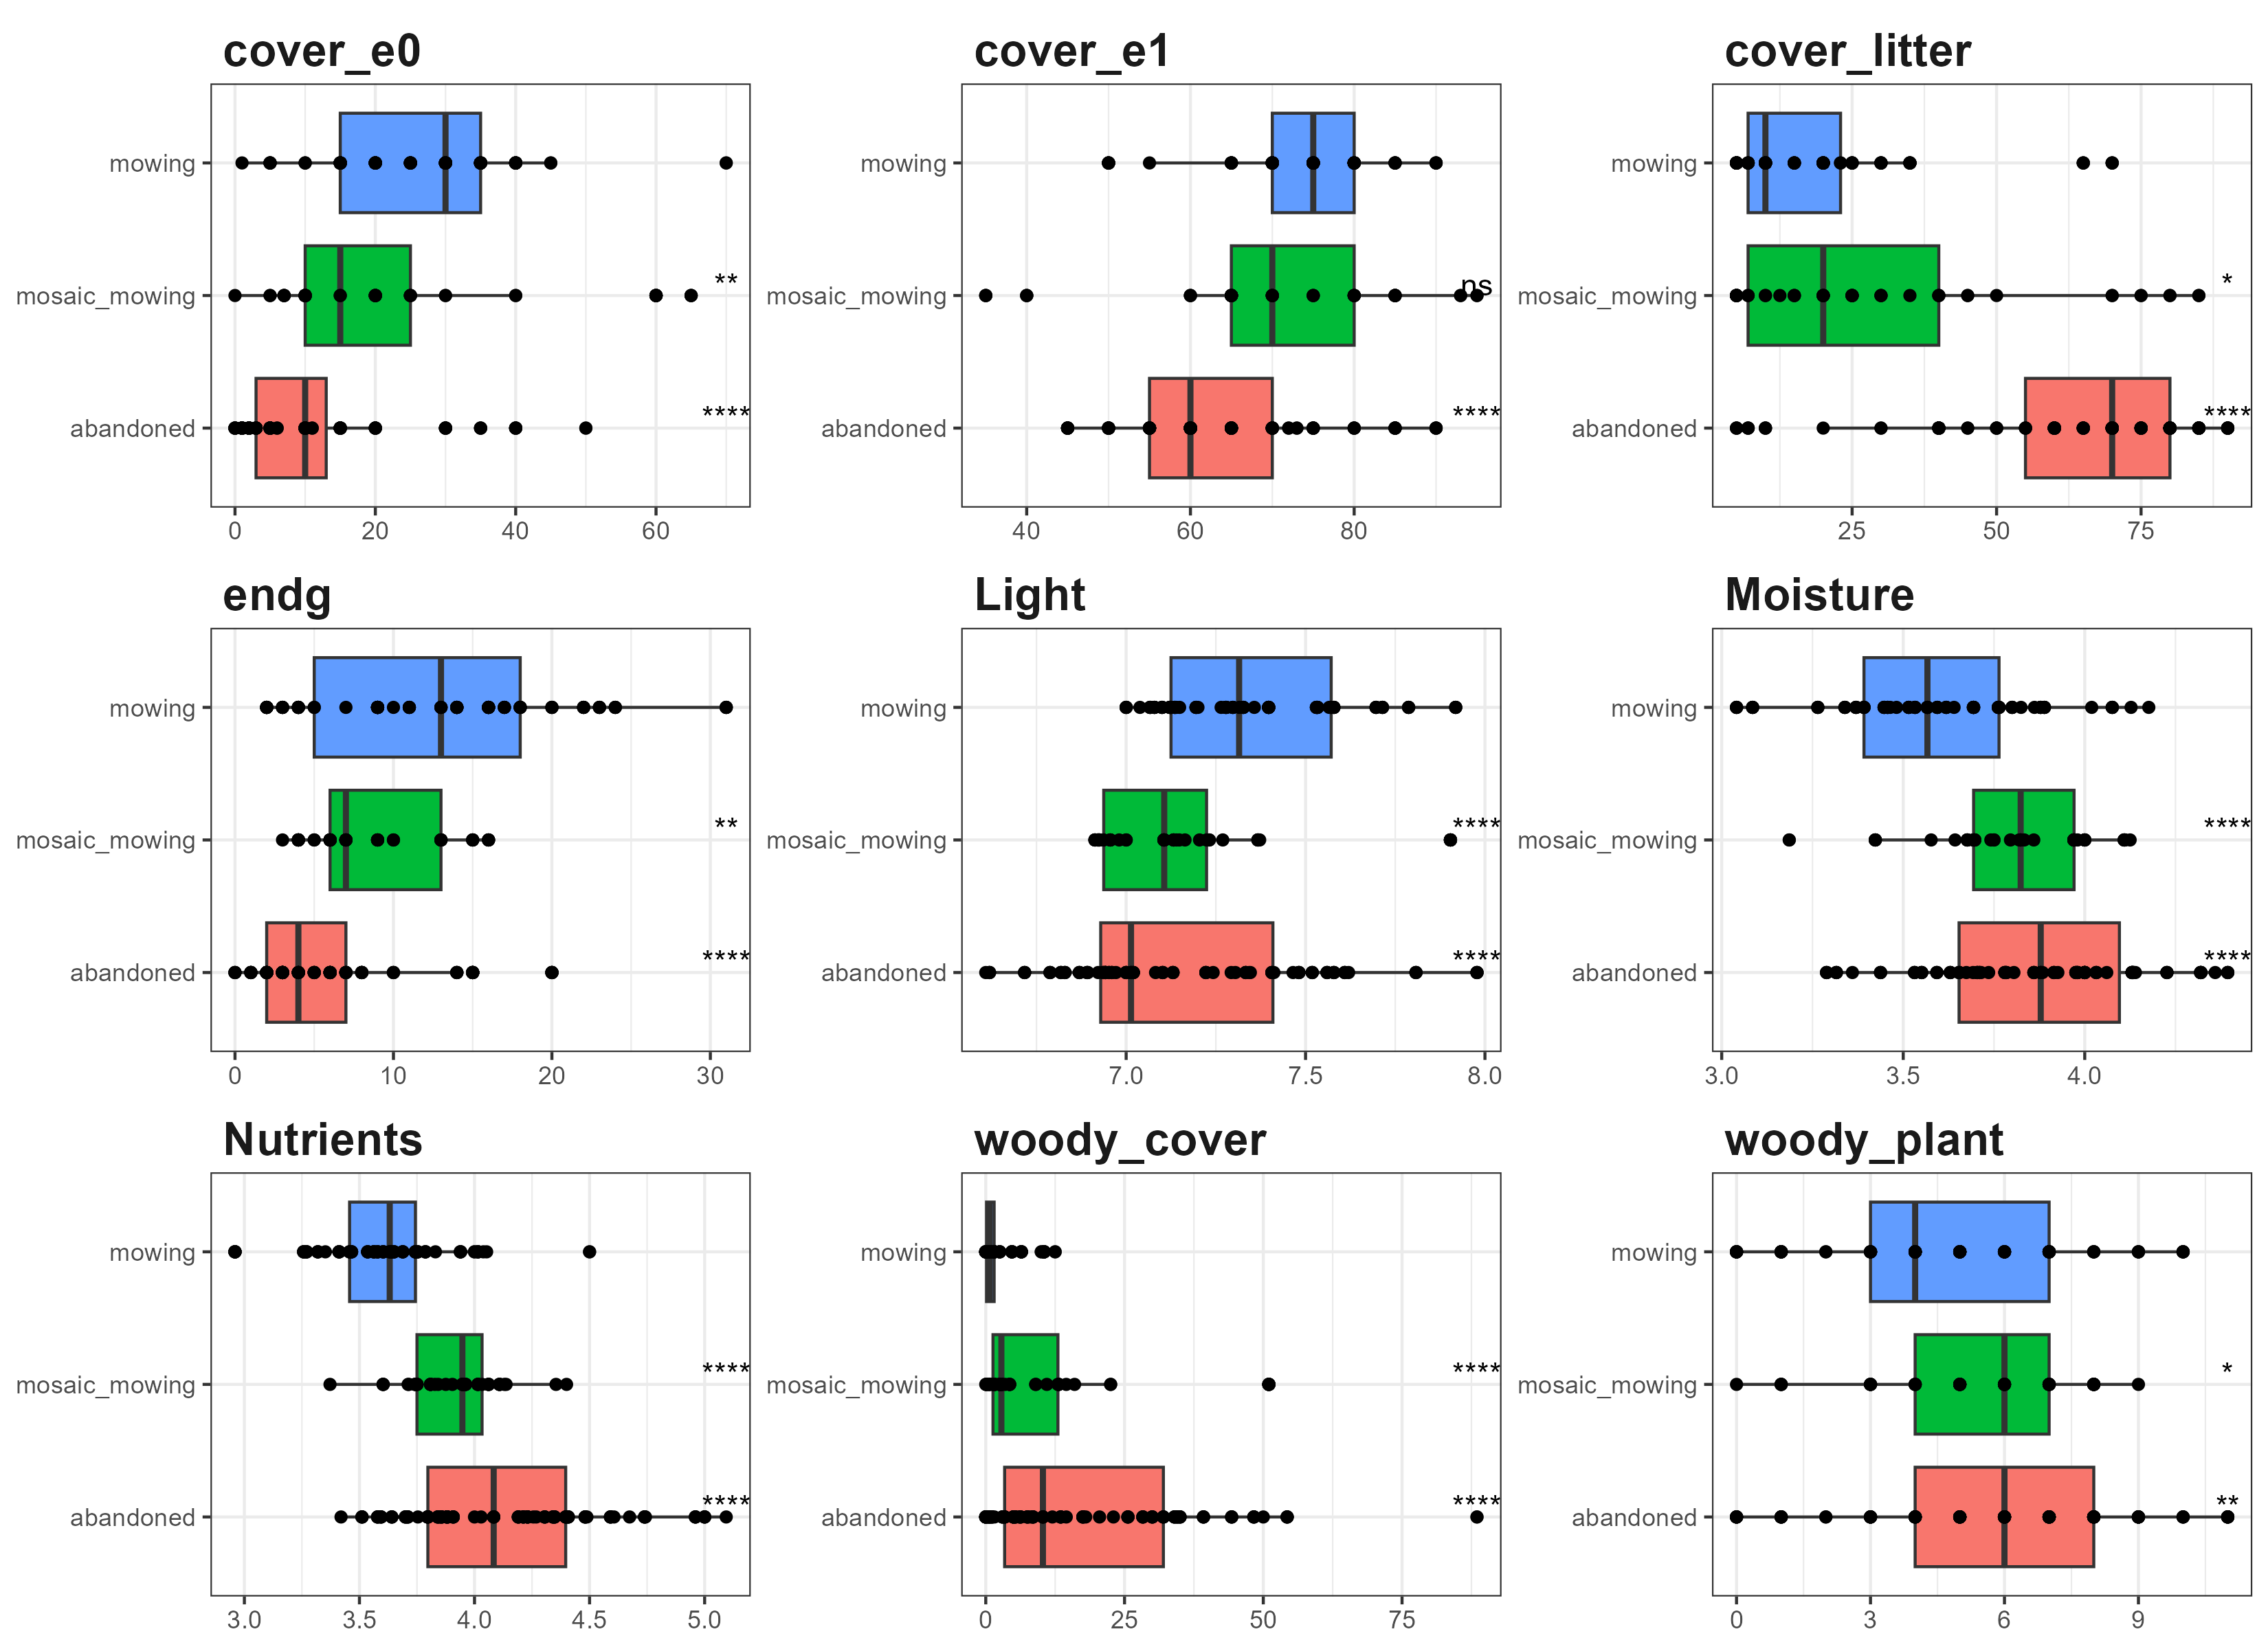 cover_e0 cover_e1 cover_litter
mowing mowing mowing
mosaic_mowing ** mosaic_mowing ns mosaic_mowing *
abandoned **** abandoned **** abandoned ****
0 20 40 60 40 60 80 25 50 75
endg Light Moisture
mowing mowing mowing
mosaic_mowing ** mosaic_mowing **** mosaic_mowing ****
abandoned **** abandoned **** abandoned ****
0 10 20 30 7.0 7.5 8.0 3.0 3.5 4.0
Nutrients woody_cover woody_plant
mowing mowing mowing
mosaic_mowing **** mosaic_mowing **** mosaic_mowing *
abandoned **** abandoned **** abandoned **
3.0 3.5 4.0 4.5 5.0 0 25 50 75 0 3 6 9